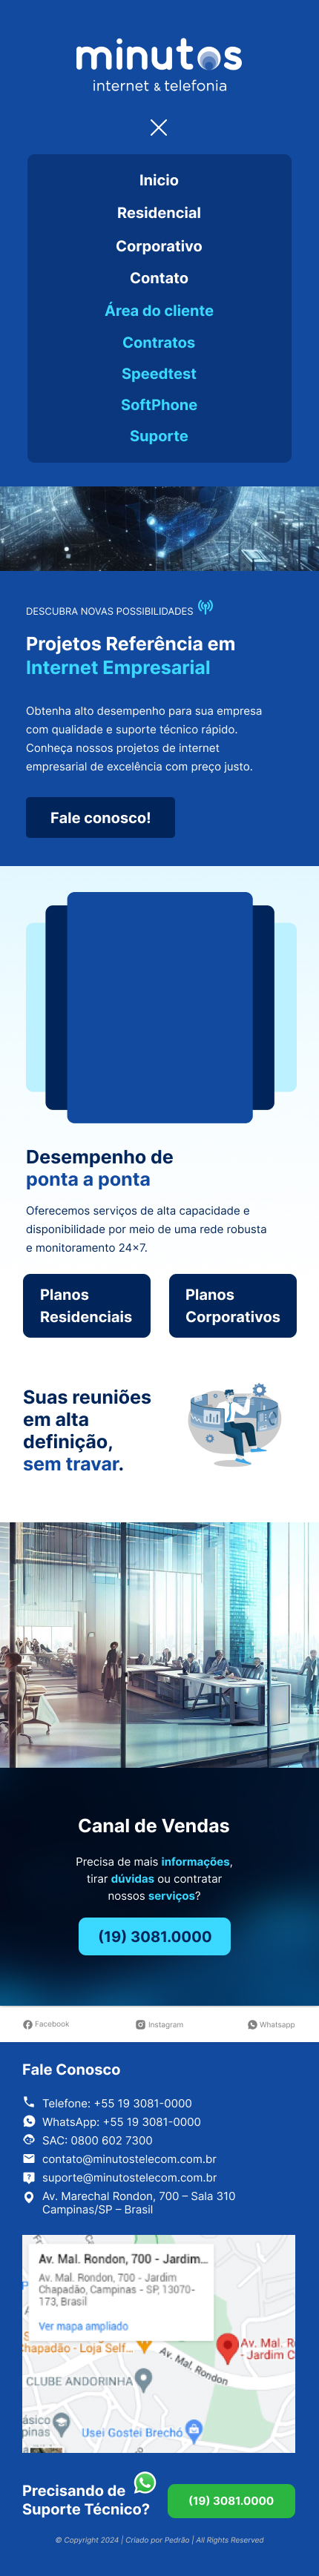 minutos
internet & telefonia
Inicio
Residencial
Corporativo
Contato
Área do cliente
Contratos
Speedtest
SoftPhone
Suporte
DESCUBRA NOVAS POSSIBILIDADES
Projetos Referência em
Internet Empresarial
Obtenha alto desempenho para sua empresa
com qualidade e suporte técnico rápido.
Conheça nossos projetos de internet
empresarial de excelência com preço justo.
Fale conosco!
Desempenho de
ponta a ponta
Oferecemos serviços de alta capacidade e
disponibilidade por meio de uma rede robusta
e monitoramento 24×7.
Planos
Residenciais
Planos
Corporativos
Suas reuniões
em alta
definição,
sem travar.
Canal de Vendas
Precisa de mais informações,
tirar dúvidas ou contratar
nossos serviços?
(19) 3081.0000
Facebook
Instagram
Whatsapp
Fale Conosco
Telefone: +55 19 3081-0000
WhatsApp: +55 19 3081-0000
SAC: 0800 602 7300
contato@minutostelecom.com.br
suporte@minutostelecom.com.br
Av. Marechal Rondon, 700 – Sala 310
Campinas/SP – Brasil
Av. Mal. Rondon, 700 - Jardim...
Av. Mal. Rondon, 700 - Jardim
Chapadão, Campinas - SP, 13070-
173, Brasil
Ver mapa ampliado
Chapadão - Loja Self...
Av. Mal. R
- Jardim C
Av. Mal. Rondon
CLUBE ANDORINHA
ásico
pinas
Usei Gostei Brechó
Precisando de
Suporte Técnico?
(19) 3081.0000
© Copyright 2024 | Criado por Pedrão | All Rights Reserved